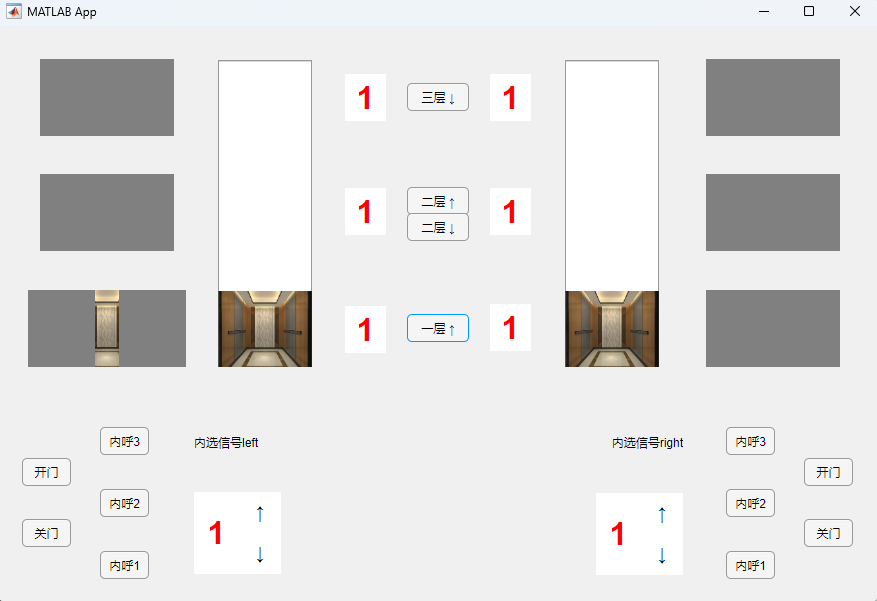 MATLAB App
1 三层↓ 1
1 二层↑ 1
二层↓
1 一层↑ 1
内呼3 内选信号left 内选信号right 内呼3
开门 开门
内呼2 内呼2
1 ↑ 1 ↑
关门 关门
↓ ↓
内呼1 内呼1